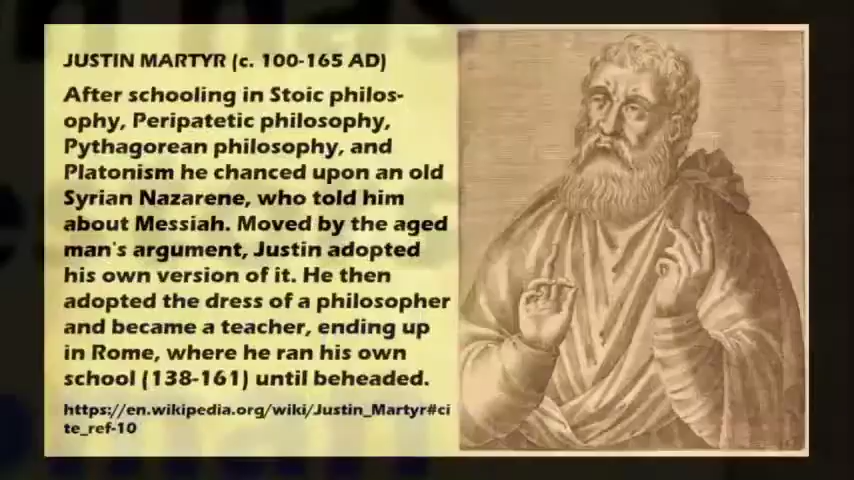 JUSTIN MARTYR (c. 100-165 AD)
After schooling in Stoic philos-
ophy, Peripatetic philosophy,
Pythagorean philosophy, and
Platonism he chanced upon an old
Syrian Nazarene, who told him
about Messiah. Moved by the aged
man's argument, Justin adopted
his own version of it. He then
adopted the dress of a philosopher
and became a teacher, ending up
in Rome, where he ran his own
school (138-161) until beheaded.
https://en.wikipedia.org/wiki/Justin_Martyr#ci
te_ref-10